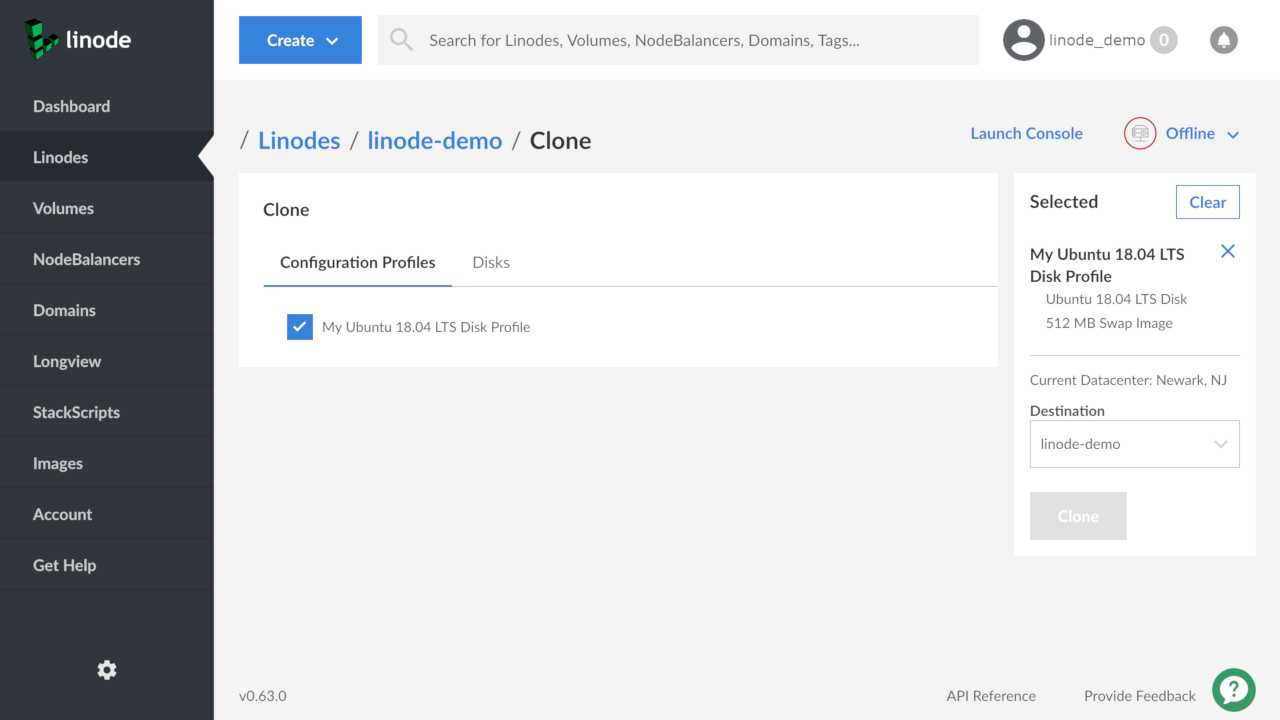 linode
Create
Search for Linodes, Volumes, NodeBalancers, Domains, Tags...
linode_demo 0
Dashboard
Linodes
Volumes
NodeBalancers
Domains
Longview
StackScripts
Images
Account
Get Help
/ Linodes / linode-demo / Clone
Launch Console
Offline
Clone
Configuration Profiles Disks
My Ubuntu 18.04 LTS Disk Profile
Selected
Clear
My Ubuntu 18.04 LTS
Disk Profile
Ubuntu 18.04 LTS Disk
512 MB Swap Image
Current Datacenter: Newark, NJ
Destination
linode-demo
Clone
v0.63.0
API Reference
Provide Feedback
?